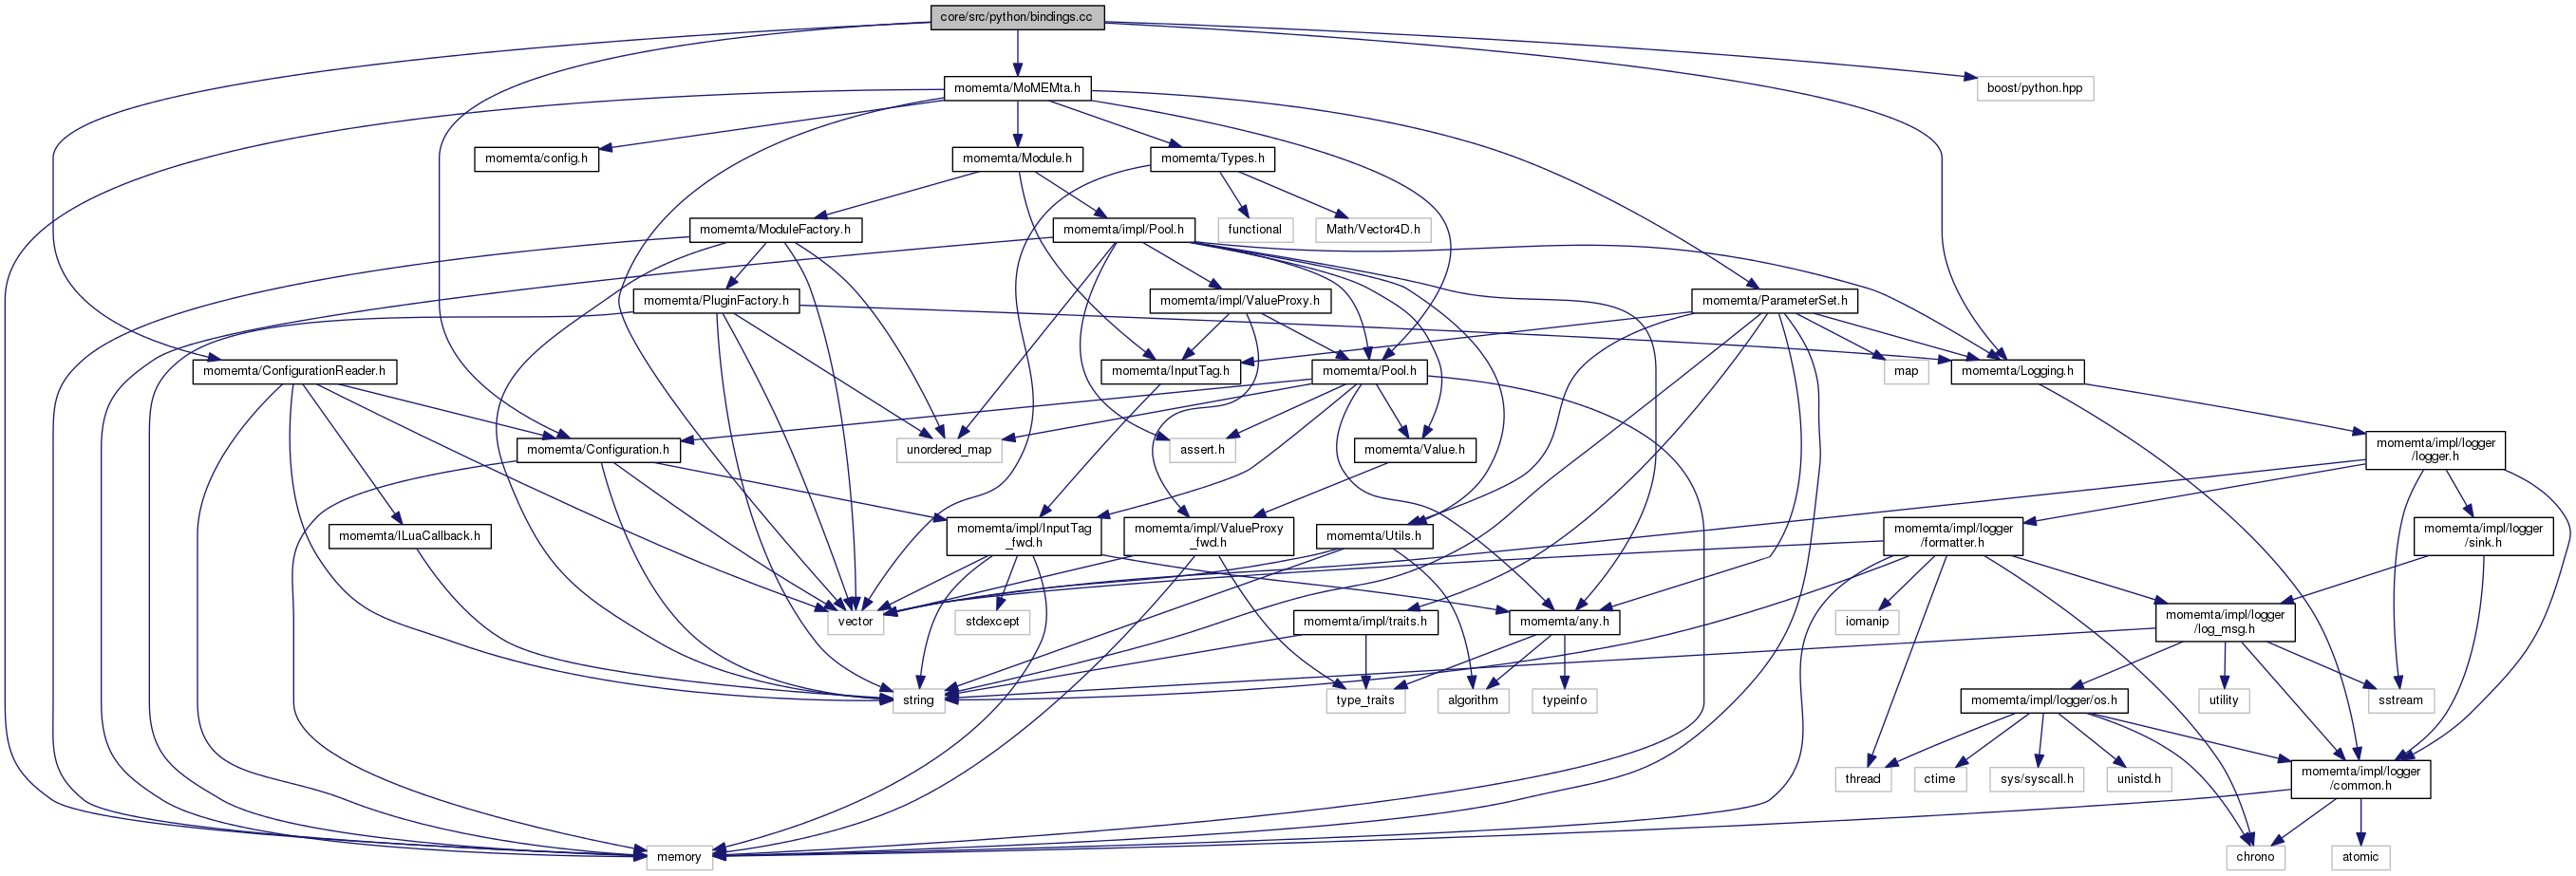 core/src/python/bindings.cc
momemta/MoMEMta.h
boost/python.hpp
momemta/config.h
momemta/Module.h
momemta/Types.h
momemta/ModuleFactory.h
momemta/impl/Pool.h
functional
Math/Vector4D.h
momemta/PluginFactory.h
momemta/impl/ValueProxy.h
momemta/ParameterSet.h
momemta/ConfigurationReader.h
momemta/InputTag.h
momemta/Pool.h
map
momemta/Logging.h
momemta/Configuration.h
unordered_map
assert.h
momemta/Value.h
momemta/impl/logger
/logger.h
momemta/ILuaCallback.h
momemta/impl/InputTag
_fwd.h
momemta/impl/ValueProxy
_fwd.h
momemta/Utils.h
momemta/impl/logger
/formatter.h
momemta/impl/logger
/sink.h
vector
stdexcept
momemta/impl/traits.h
momemta/any.h
iomanip
momemta/impl/logger
/log_msg.h
string
type_traits
algorithm
typeinfo
momemta/impl/logger/os.h
utility
sstream
thread
ctime
sys/syscall.h
unistd.h
momemta/impl/logger
/common.h
memory
chrono
atomic